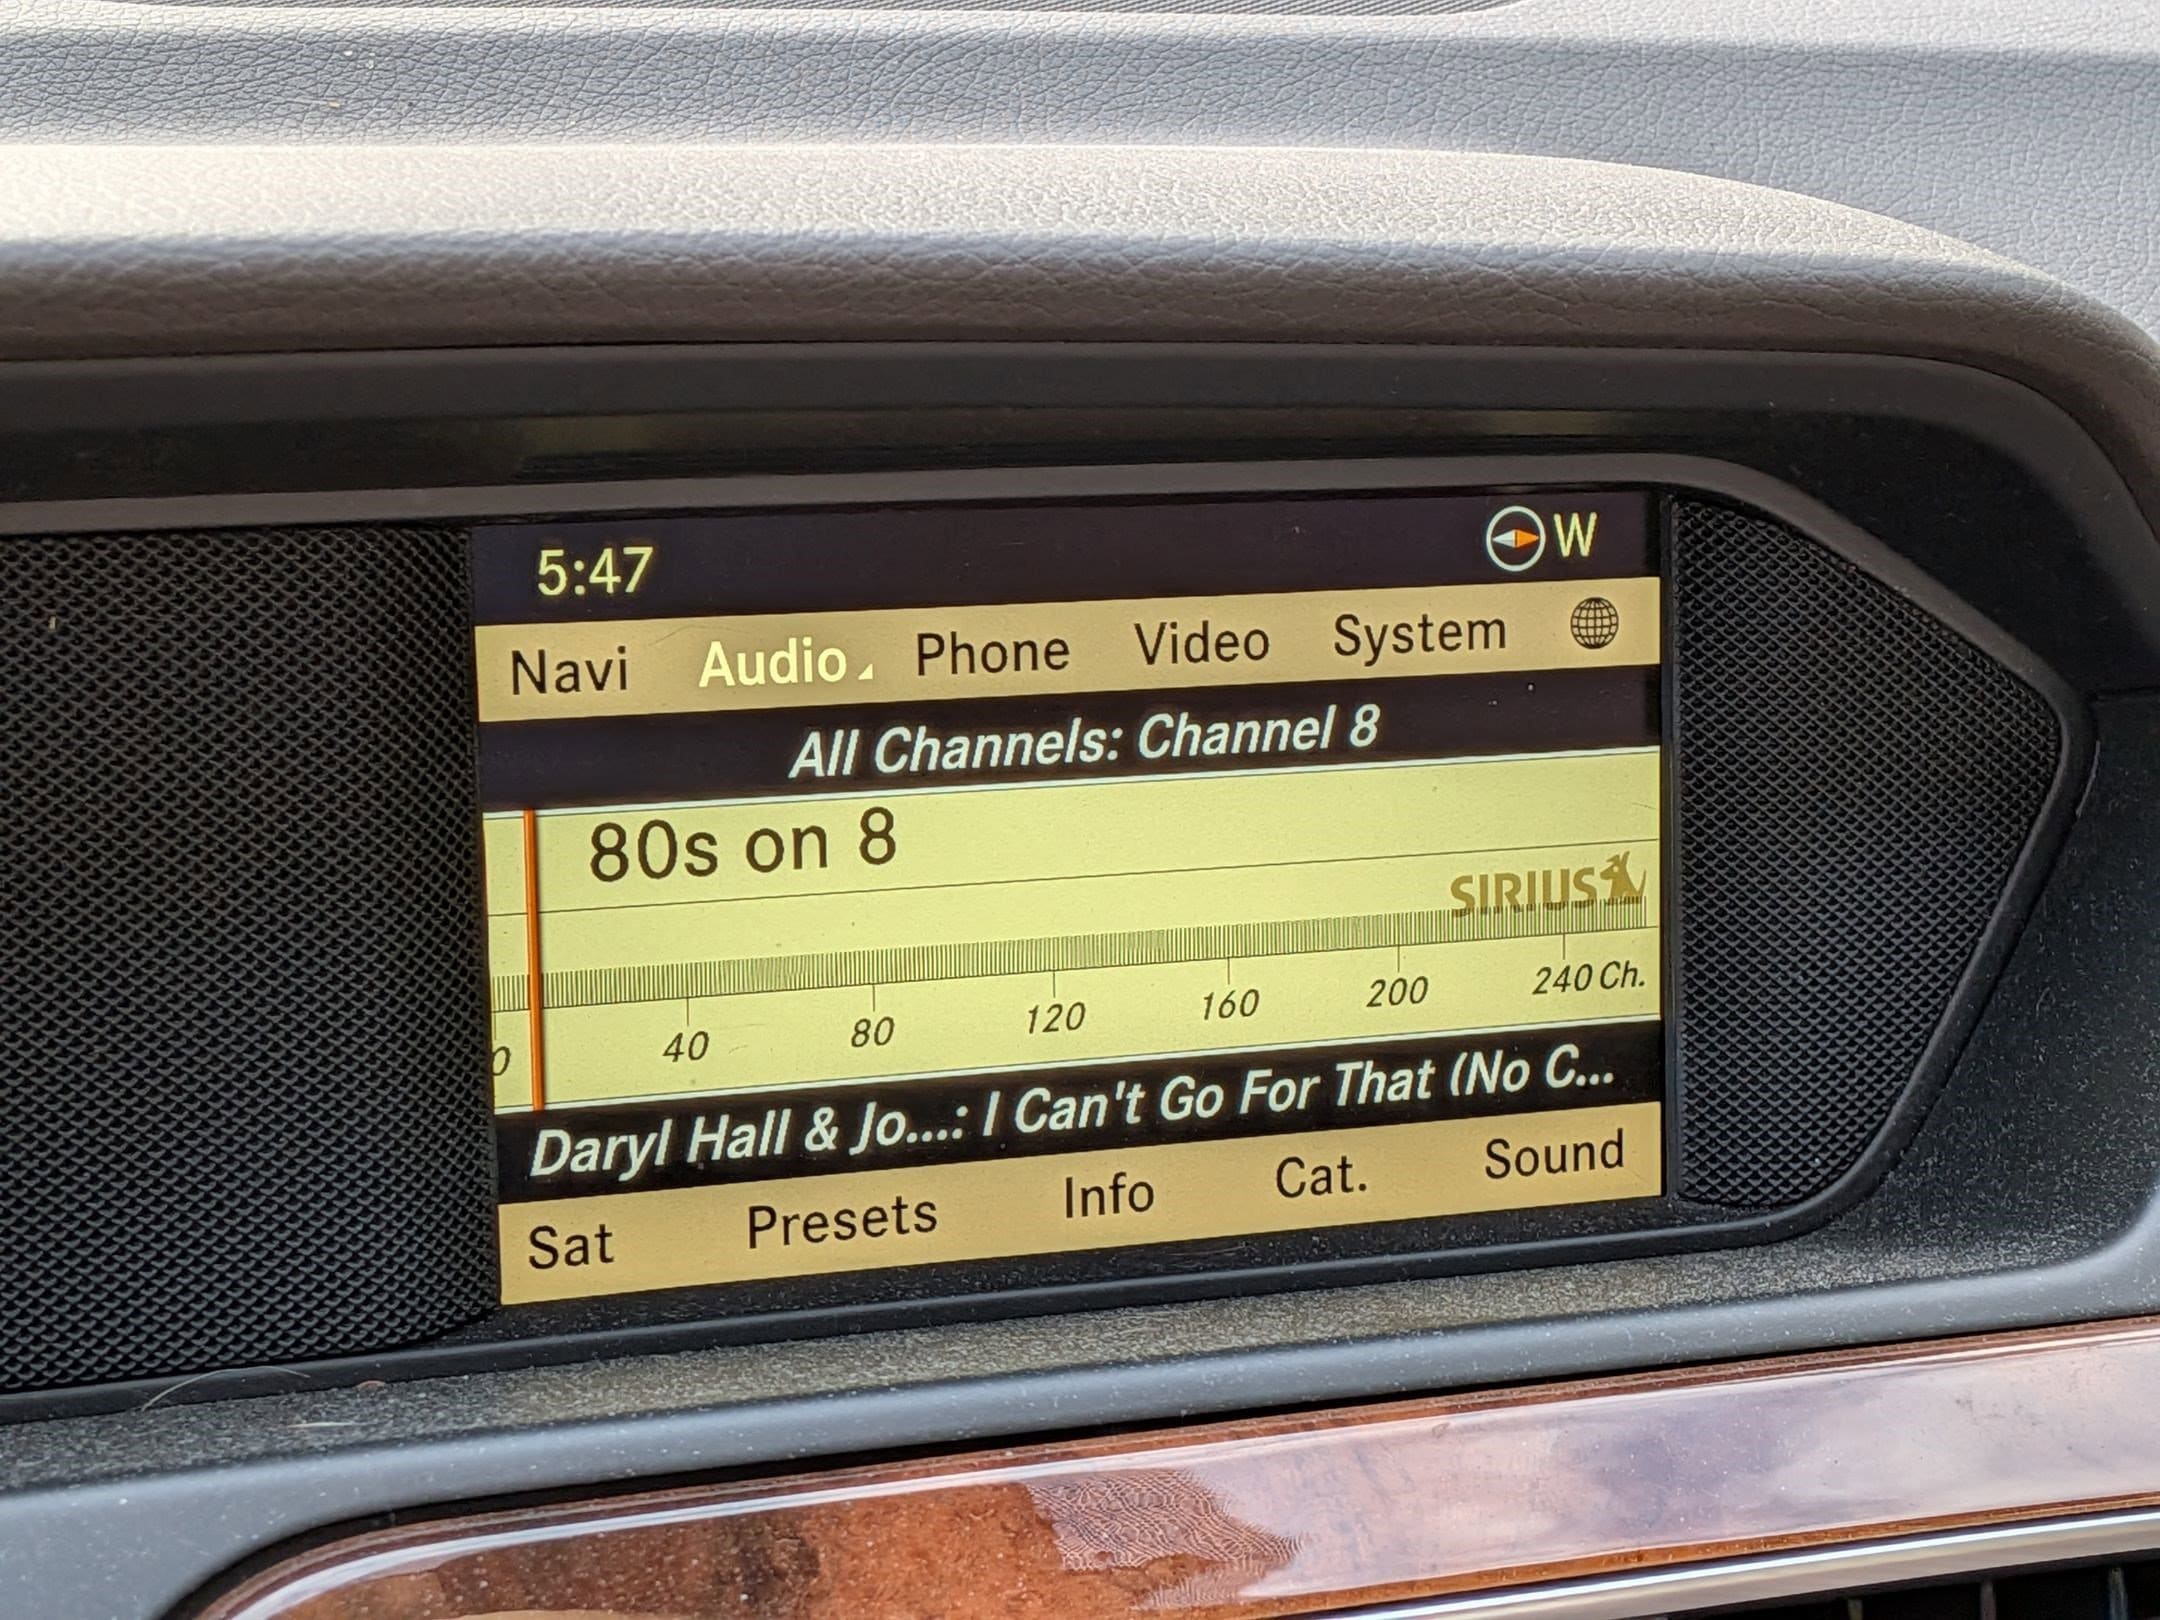 5:47 W
Navi Audio Phone Video System
All Channels: Channel 8
80s on 8
SIRIUS
0 40 80 120 160 200 240 Ch.
Daryl Hall & Jo...: I Can't Go For That (No C...
Sat Presets Info Cat. Sound